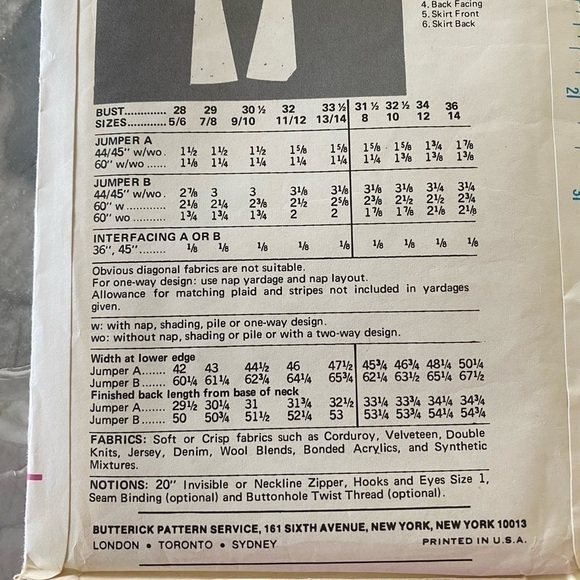 4. Back Facing
5. Skirt Front
6. Skirt Back
BUST............. 28 29 30 ½ 32 33 ½ 31 ½ 32 ½ 34 36
SIZES............ 5/6 7/8 9/10 11/12 13/14 8 10 12 14
JUMPER A
44/45" w/wo. 1½ 1½ 1½ 1⅝ 1⅝ 1⅝ 1⅝ 1¾ 1⅞
60" w/wo ...... 1⅛ 1¼ 1¼ 1¼ 1¼ 1¼ 1⅜ 1⅜ 1⅜
JUMPER B
44/45" w/wo. 2⅞ 3 3 3⅛ 3⅛ 3⅛ 3⅛ 3¼ 3¼
60" w ........... 2⅛ 2¼ 2⅜ 2½ 2⅝ 2⅜ 2½ 2½ 2¾
60" wo ......... 1¾ 1¾ 1¾ 2 2 1⅞ 1⅞ 2⅛ 2⅛
INTERFACING A OR B
36", 45"........ ⅛ ⅛ ⅛ ⅛ ⅛ ⅛ ⅛ ⅛ ⅛
Obvious diagonal fabrics are not suitable.
For one-way design: use nap yardage and nap layout.
Allowance for matching plaid and stripes not included in yardages
given.
w: with nap, shading, pile or one-way design.
wo: without nap, shading or pile or with a two-way design.
Width at lower edge
Jumper A....... 42 43 44½ 46 47½ 45¾ 46¾ 48¼ 50¼
Jumper B....... 60¼ 61¼ 62¾ 64¼ 65¾ 62¼ 63½ 65¼ 67½
Finished back length from base of neck
Jumper A....... 29½ 30¼ 31 31¾ 32½ 33¼ 33¾ 34¼ 34¾
Jumper B....... 50 50¾ 51½ 52¼ 53 53¼ 53¾ 54¼ 54¾
FABRICS: Soft or Crisp fabrics such as Corduroy, Velveteen, Double
Knits, Jersey, Denim, Wool Blends, Bonded Acrylics, and Synthetic
Mixtures.
NOTIONS: 20" Invisible or Neckline Zipper, Hooks and Eyes Size 1,
Seam Binding (optional) and Buttonhole Twist Thread (optional).
BUTTERICK PATTERN SERVICE, 161 SIXTH AVENUE, NEW YORK, NEW YORK 10013
LONDON • TORONTO • SYDNEY PRINTED IN U.S.A.
2
3